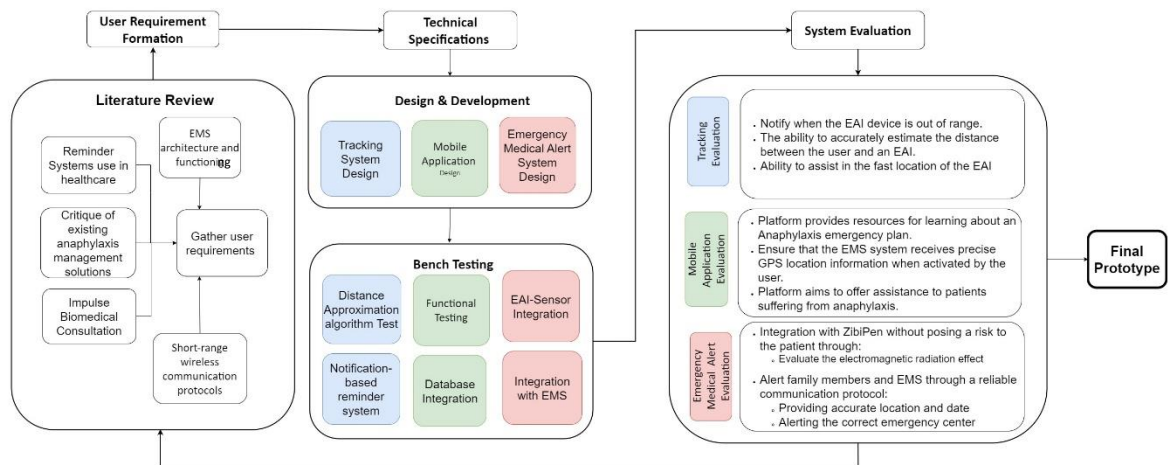 User Requirement
Formation
Technical
Specifications
System Evaluation
Literature Review
EMS
architecture and
functioning
Reminder
Systems use in
healthcare
Critique of
existing
anaphylaxis
management
solutions
Gather user
requirements
Impulse
Biomedical
Consultation
Short-range
wireless
communication
protocols
Design & Development
Tracking
System
Design
Mobile
Application
Design
Emergency
Medical Alert
System
Design
Bench Testing
Distance
Approximation
algorithm Test
Functional
Testing
EAI-Sensor
Integration
Notification-
based
reminder
system
Database
Integration
Integration
with EMS
Tracking
Evaluation
• Notify when the EAI device is out of range.
• The ability to accurately estimate the distance
between the user and an EAI.
• Ability to assist in the fast location of the EAI
Mobile
Application
Evaluation
• Platform provides resources for learning about an
Anaphylaxis emergency plan.
• Ensure that the EMS system receives precise
GPS location information when activated by the
user.
• Platform aims to offer assistance to patients
suffering from anaphylaxis.
Emergency
Medical Alert
Evaluation
• Integration with ZibiPen without posing a risk to
the patient through:
• Evaluate the electromagnetic radiation effect
• Alert family members and EMS through a reliable
communication protocol:
• Providing accurate location and date
• Alerting the correct emergency center
Final
Prototype